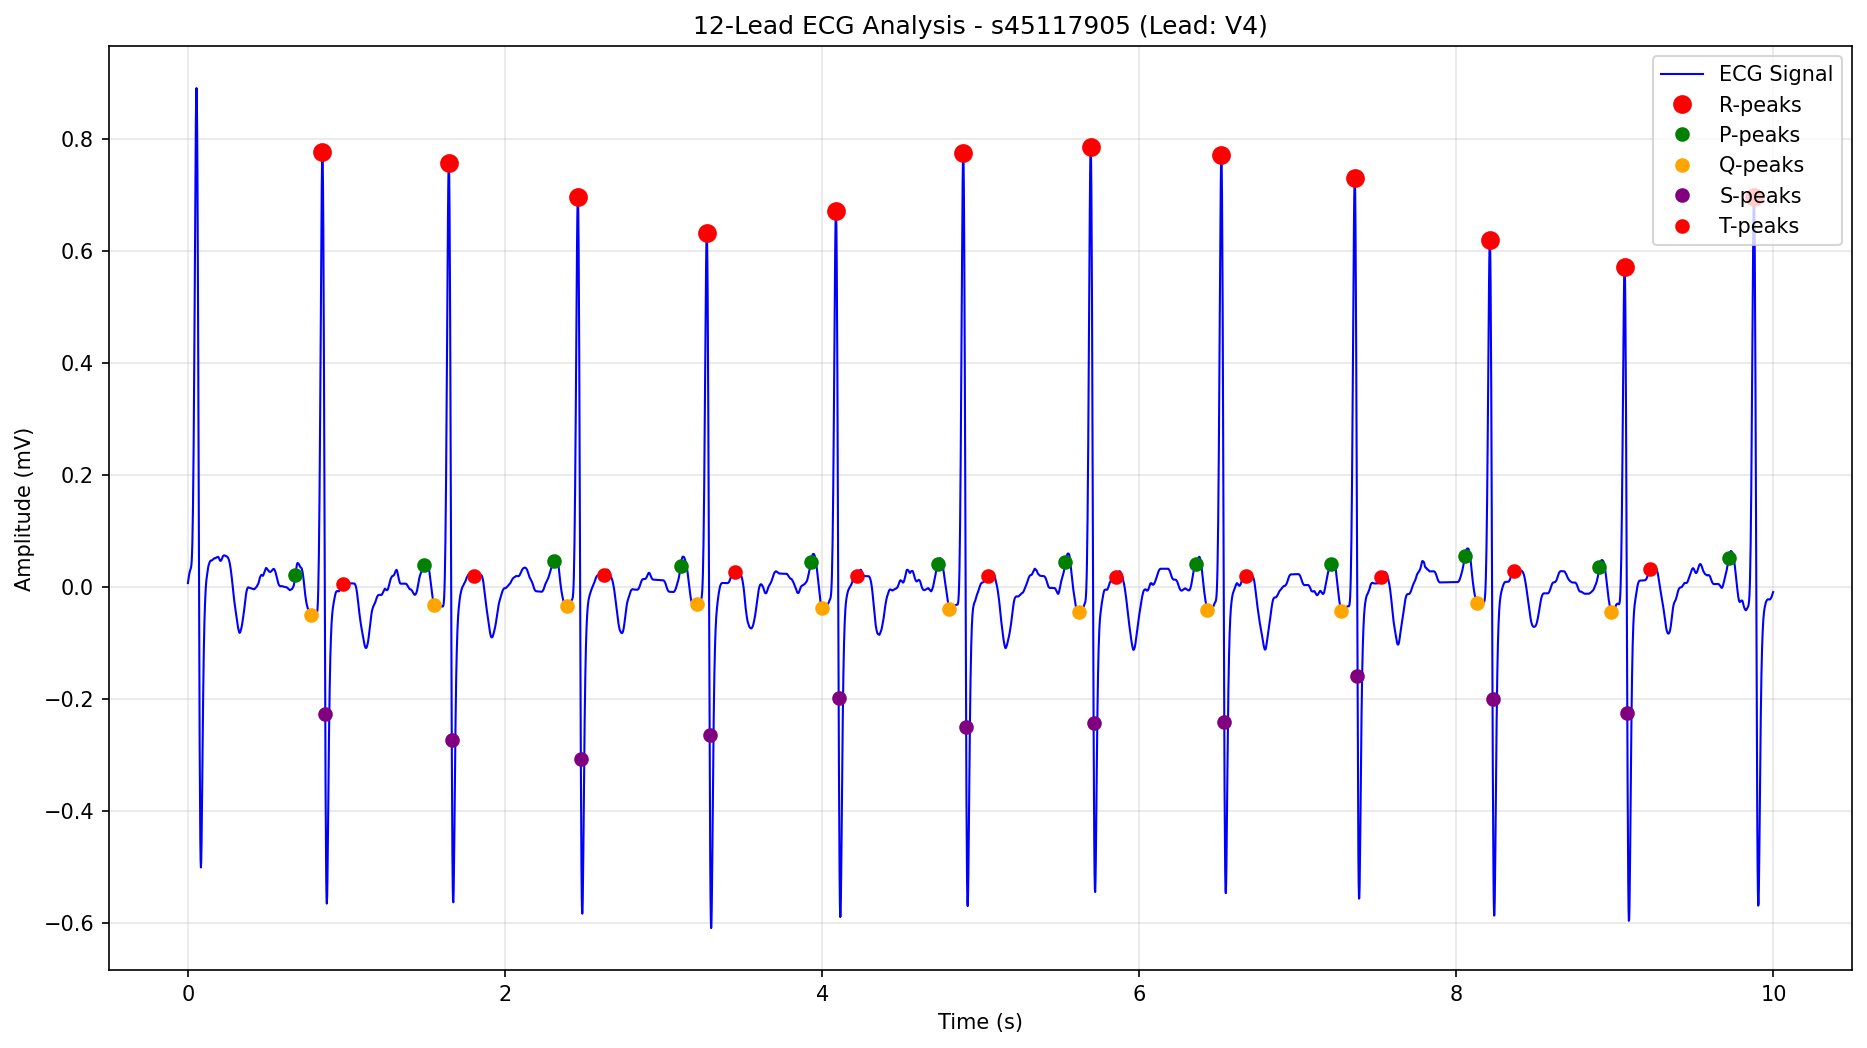 12-Lead ECG Analysis - s45117905 (Lead: V4)
ECG Signal
R-peaks
P-peaks
Q-peaks
S-peaks
T-peaks
Amplitude (mV)
0.8
0.6
0.4
0.2
0.0
−0.2
−0.4
−0.6
0 2 4 6 8 10
Time (s)